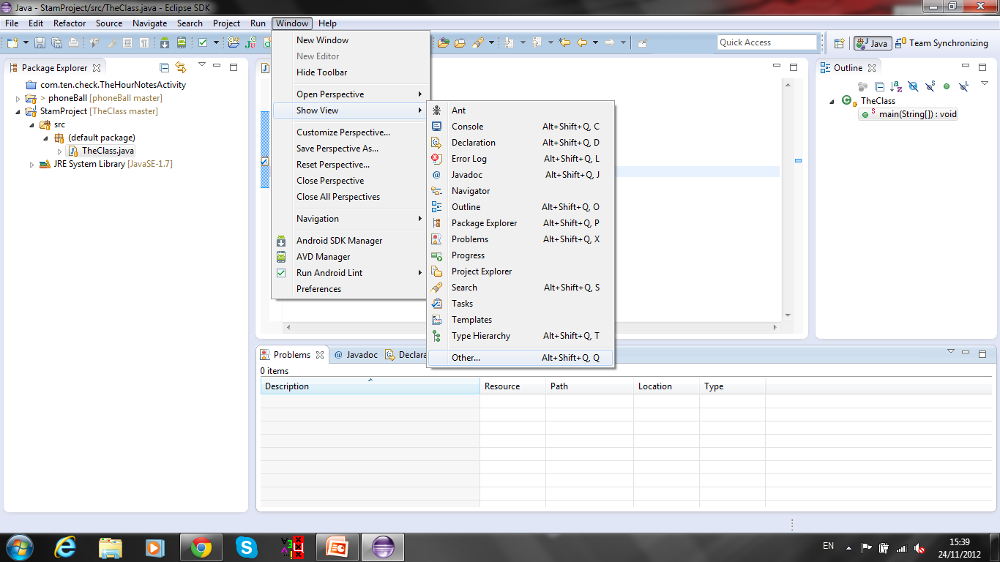 Java - StamProject/src/TheClass.java - Eclipse SDK
File Edit Refactor Source Navigate Search Project Run Window Help
Quick Access
Java
Team Synchronizing
Package Explorer
com.ten.check.TheHourNotesActivity
> phoneBall [phoneBall master]
StamProject [TheClass master]
src
(default package)
TheClass.java
JRE System Library [JavaSE-1.7]
New Window
New Editor
Hide Toolbar
Open Perspective
Show View
Customize Perspective...
Save Perspective As...
Reset Perspective...
Close Perspective
Close All Perspectives
Navigation
Android SDK Manager
AVD Manager
Run Android Lint
Preferences
Ant
Console Alt+Shift+Q, C
Declaration Alt+Shift+Q, D
Error Log Alt+Shift+Q, L
Javadoc Alt+Shift+Q, J
Navigator
Outline Alt+Shift+Q, O
Package Explorer Alt+Shift+Q, P
Problems Alt+Shift+Q, X
Progress
Project Explorer
Search Alt+Shift+Q, S
Tasks
Templates
Type Hierarchy Alt+Shift+Q, T
Other... Alt+Shift+Q, Q
Outline
TheClass
main(String[]) : void
Problems Javadoc Declara
0 items
Description Resource Path Location Type
EN
15:39
24/11/2012